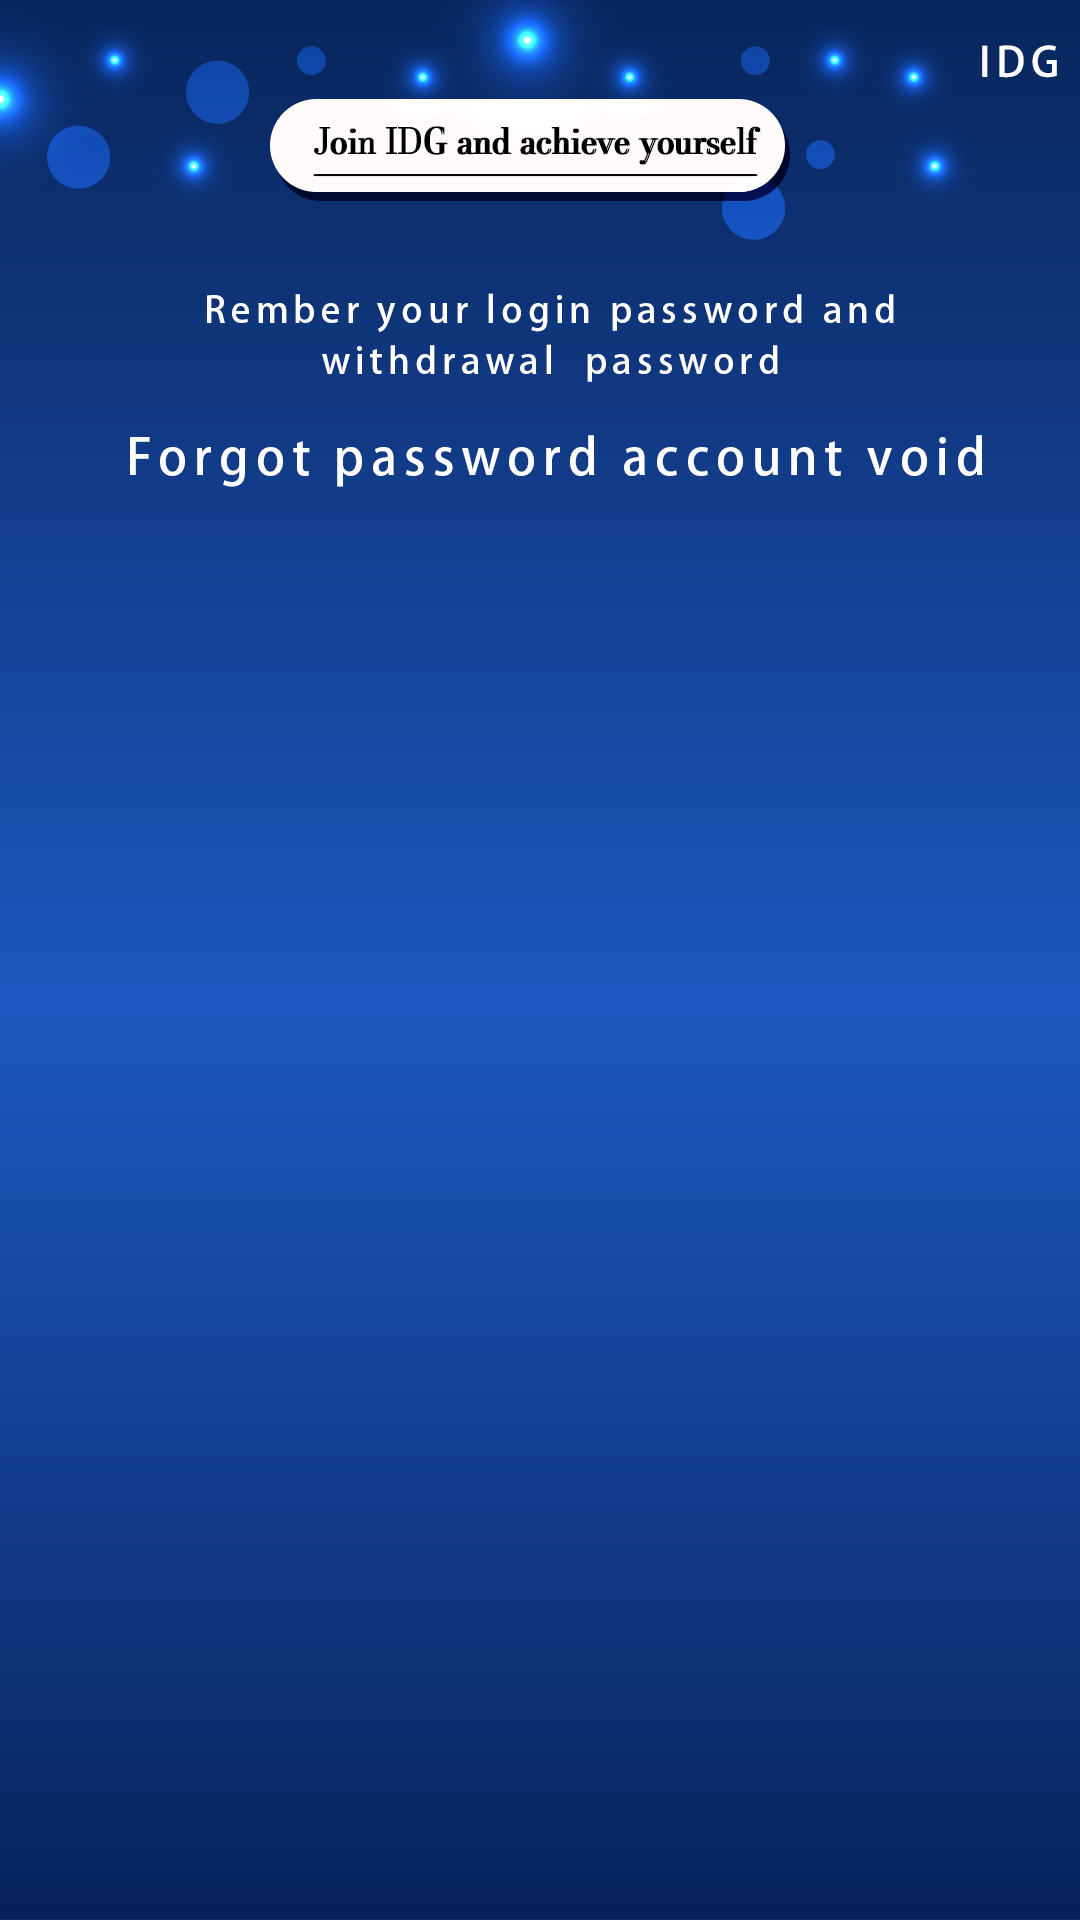 IDG
Join IDG and achieve yourself
Rember your login password and
withdrawal password
Forgot password account void